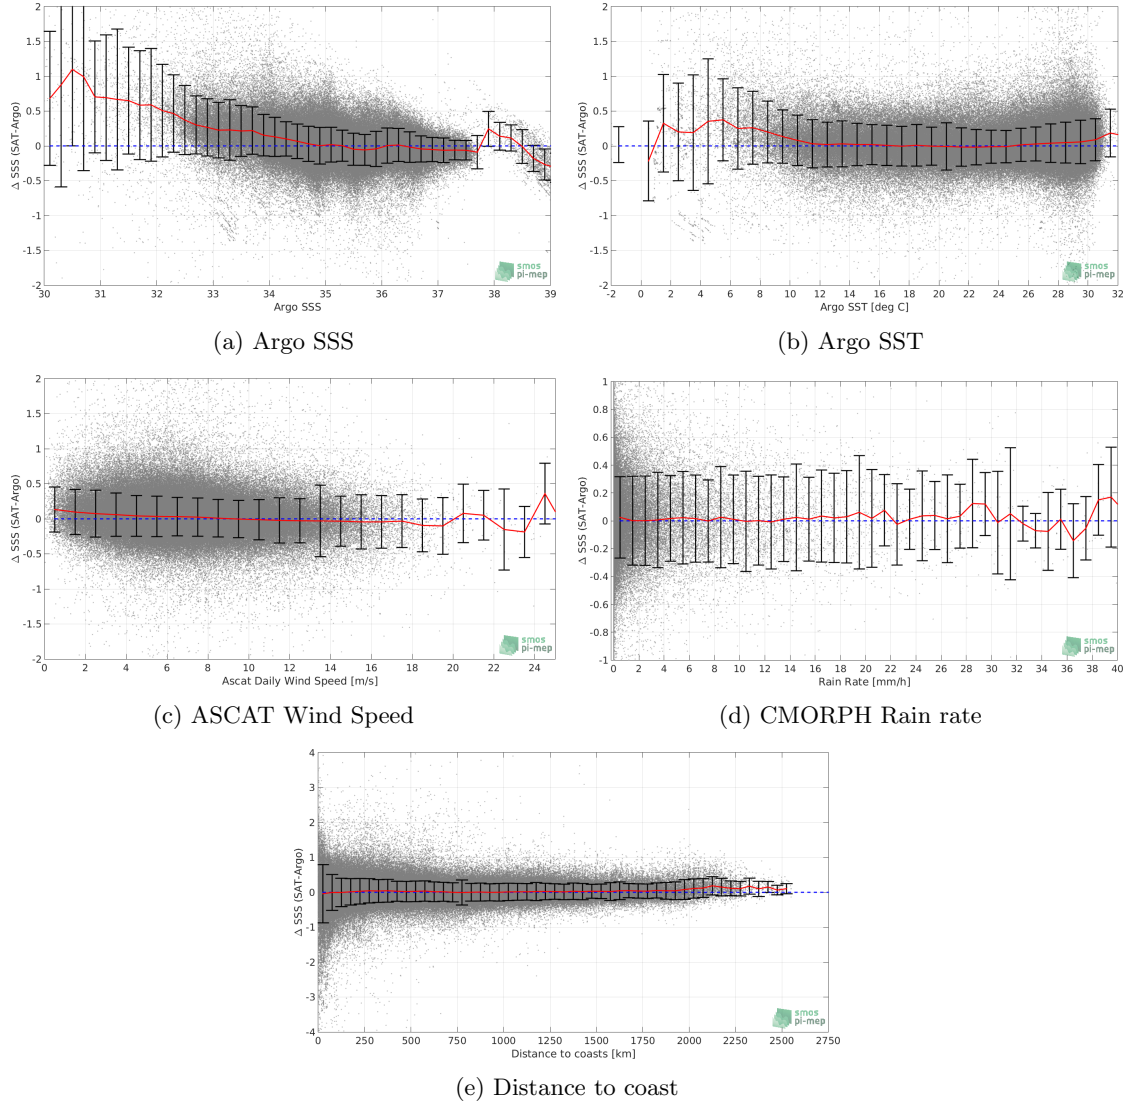 2
1.5
1
0.5
0
-0.5
-1
-1.5
-2
Δ SSS (SAT-Argo)
30 31 32 33 34 35 36 37 38 39
Argo SSS
smos
pi-mep
(a) Argo SSS
2
1.5
1
0.5
0
-0.5
-1
-1.5
-2
Δ SSS (SAT-Argo)
-2 0 2 4 6 8 10 12 14 16 18 20 22 24 26 28 30 32
Argo SST [deg C]
smos
pi-mep
(b) Argo SST
2
1.5
1
0.5
0
-0.5
-1
-1.5
-2
Δ SSS (SAT-Argo)
0 2 4 6 8 10 12 14 16 18 20 22 24
Ascat Daily Wind Speed [m/s]
smos
pi-mep
(c) ASCAT Wind Speed
1
0.8
0.6
0.4
0.2
0
-0.2
-0.4
-0.6
-0.8
-1
Δ SSS (SAT-Argo)
0 2 4 6 8 10 12 14 16 18 20 22 24 26 28 30 32 34 36 38 40
Rain Rate [mm/h]
smos
pi-mep
(d) CMORPH Rain rate
4
3
2
1
0
-1
-2
-3
-4
Δ SSS (SAT-Argo)
0 250 500 750 1000 1250 1500 1750 2000 2250 2500 2750
Distance to coasts [km]
smos
pi-mep
(e) Distance to coast